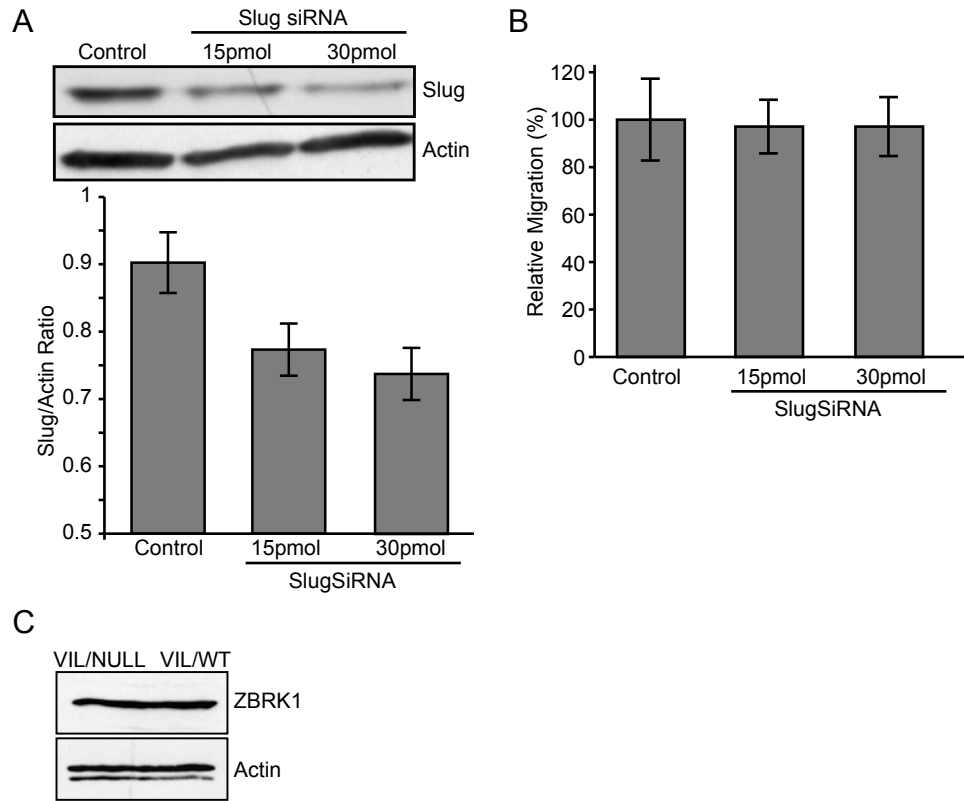 A
Slug siRNA
Control 15pmol 30pmol
Slug
Actin
1
0.9
0.8
0.7
0.6
0.5
Slug/Actin Ratio
Control 15pmol 30pmol
SlugSiRNA
B
120
100
80
60
40
20
0
Relative Migration (%)
Control 15pmol 30pmol
SlugSiRNA
C
VIL/NULL VIL/WT
ZBRK1
Actin